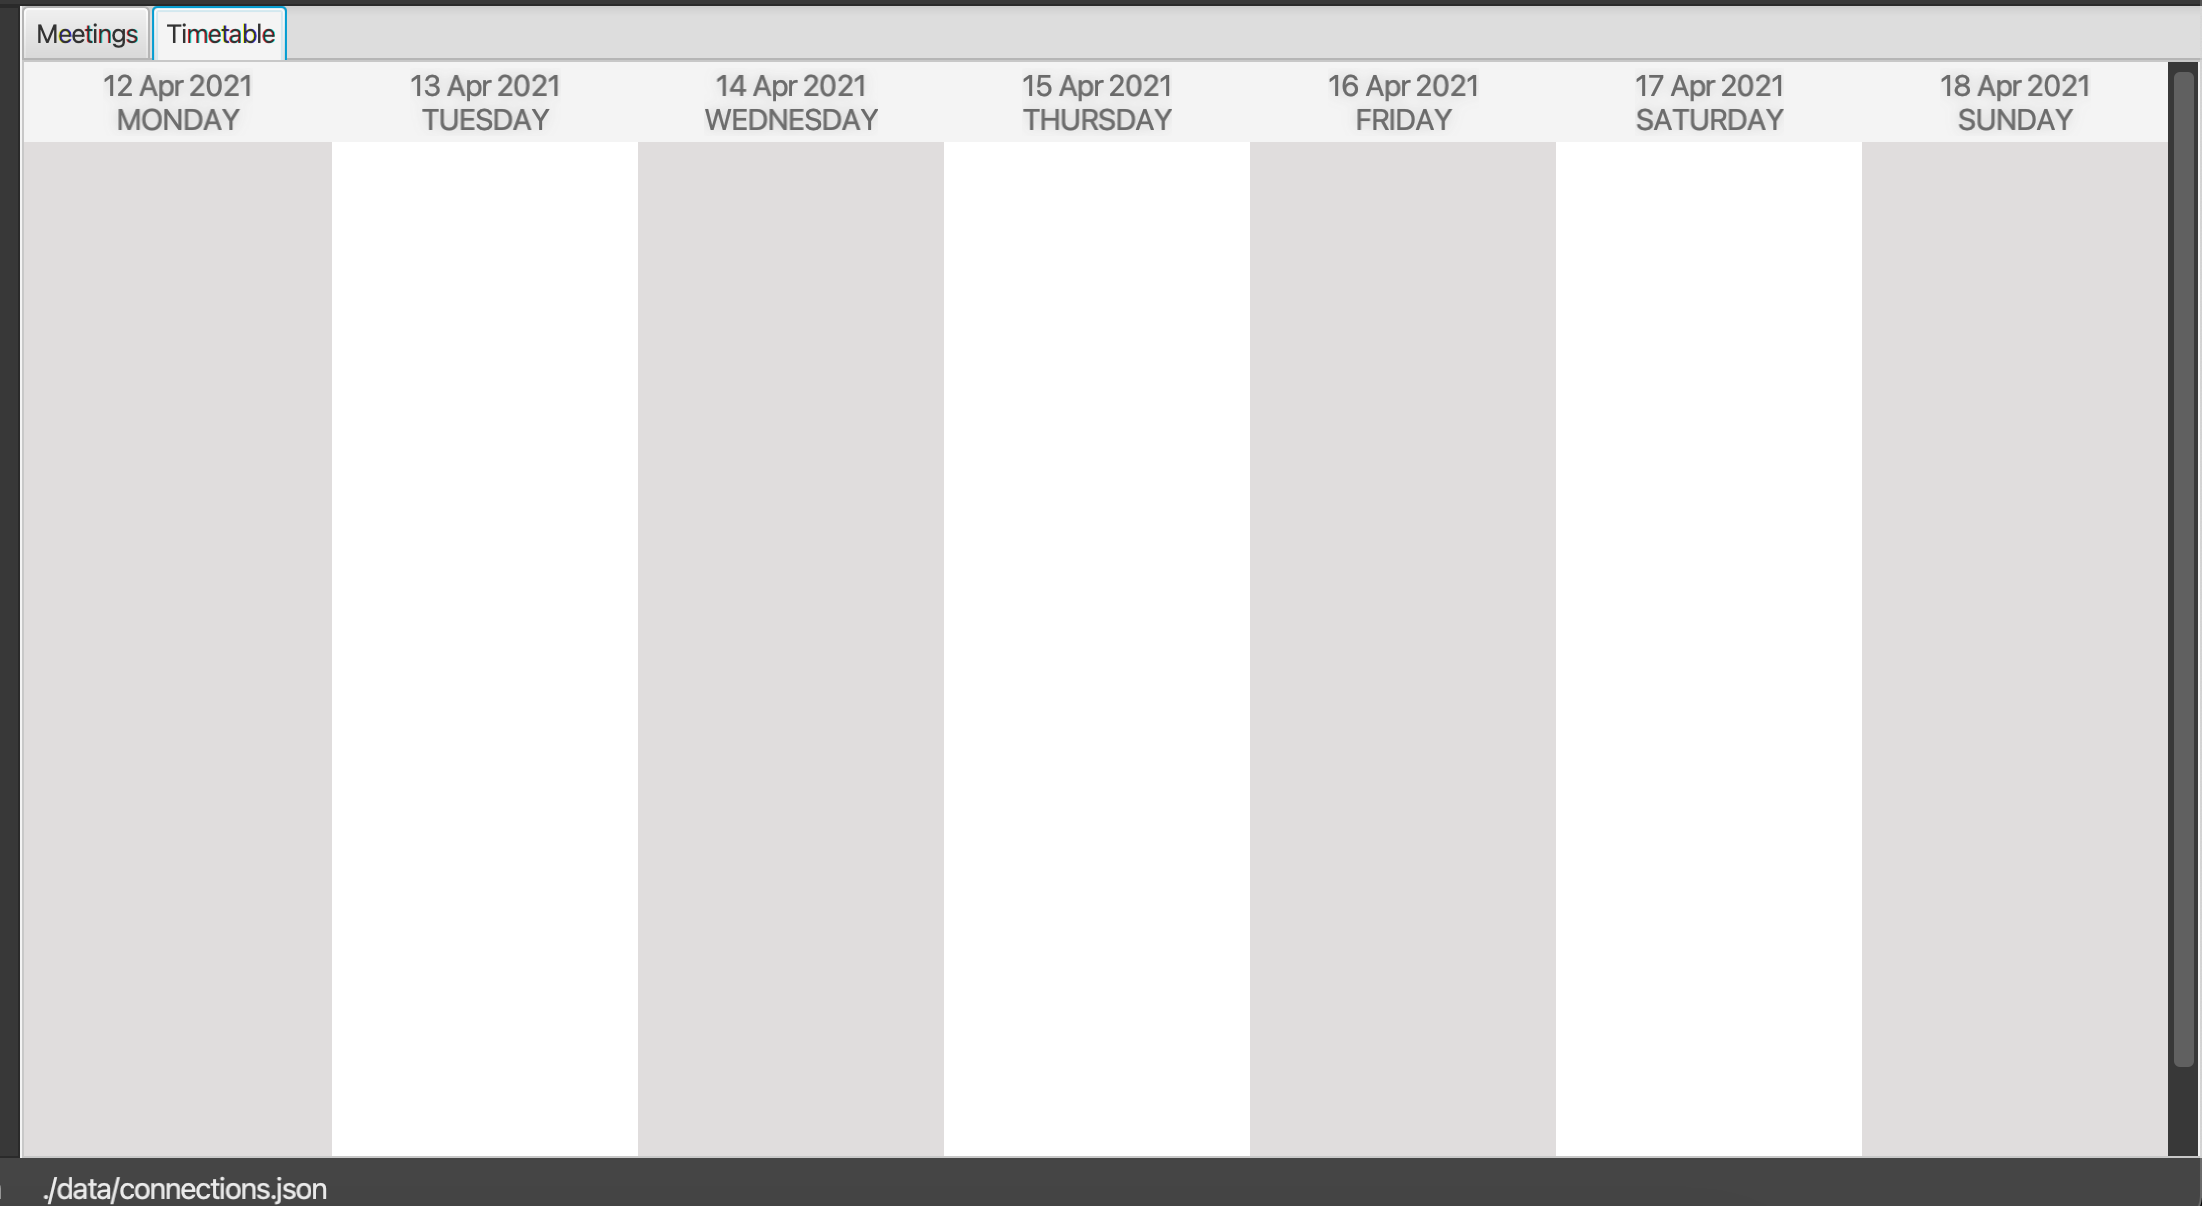 Meetings Timetable
12 Apr 2021 13 Apr 2021 14 Apr 2021 15 Apr 2021 16 Apr 2021 17 Apr 2021 18 Apr 2021
MONDAY TUESDAY WEDNESDAY THURSDAY FRIDAY SATURDAY SUNDAY
./data/connections.json